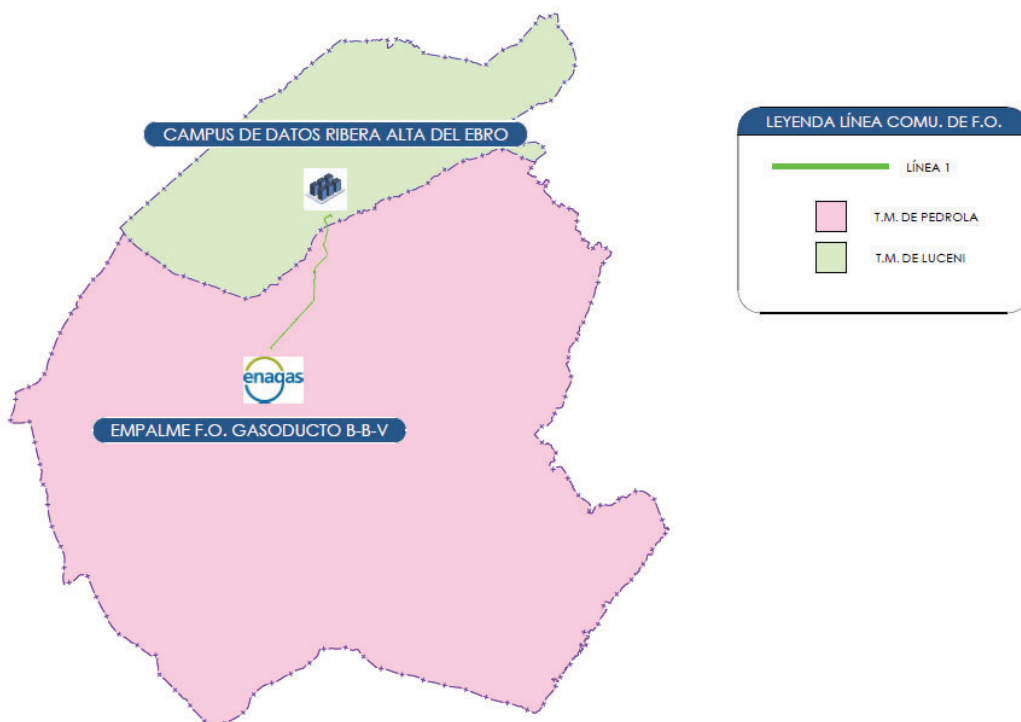 CAMPUS DE DATOS RIBERA ALTA DEL EBRO
enagas
EMPALME F.O. GASODUCTO B-B-V
LEYENDA LÍNEA COMU. DE F.O.
LÍNEA 1
T.M. DE PEDROLA
T.M. DE LUCENI